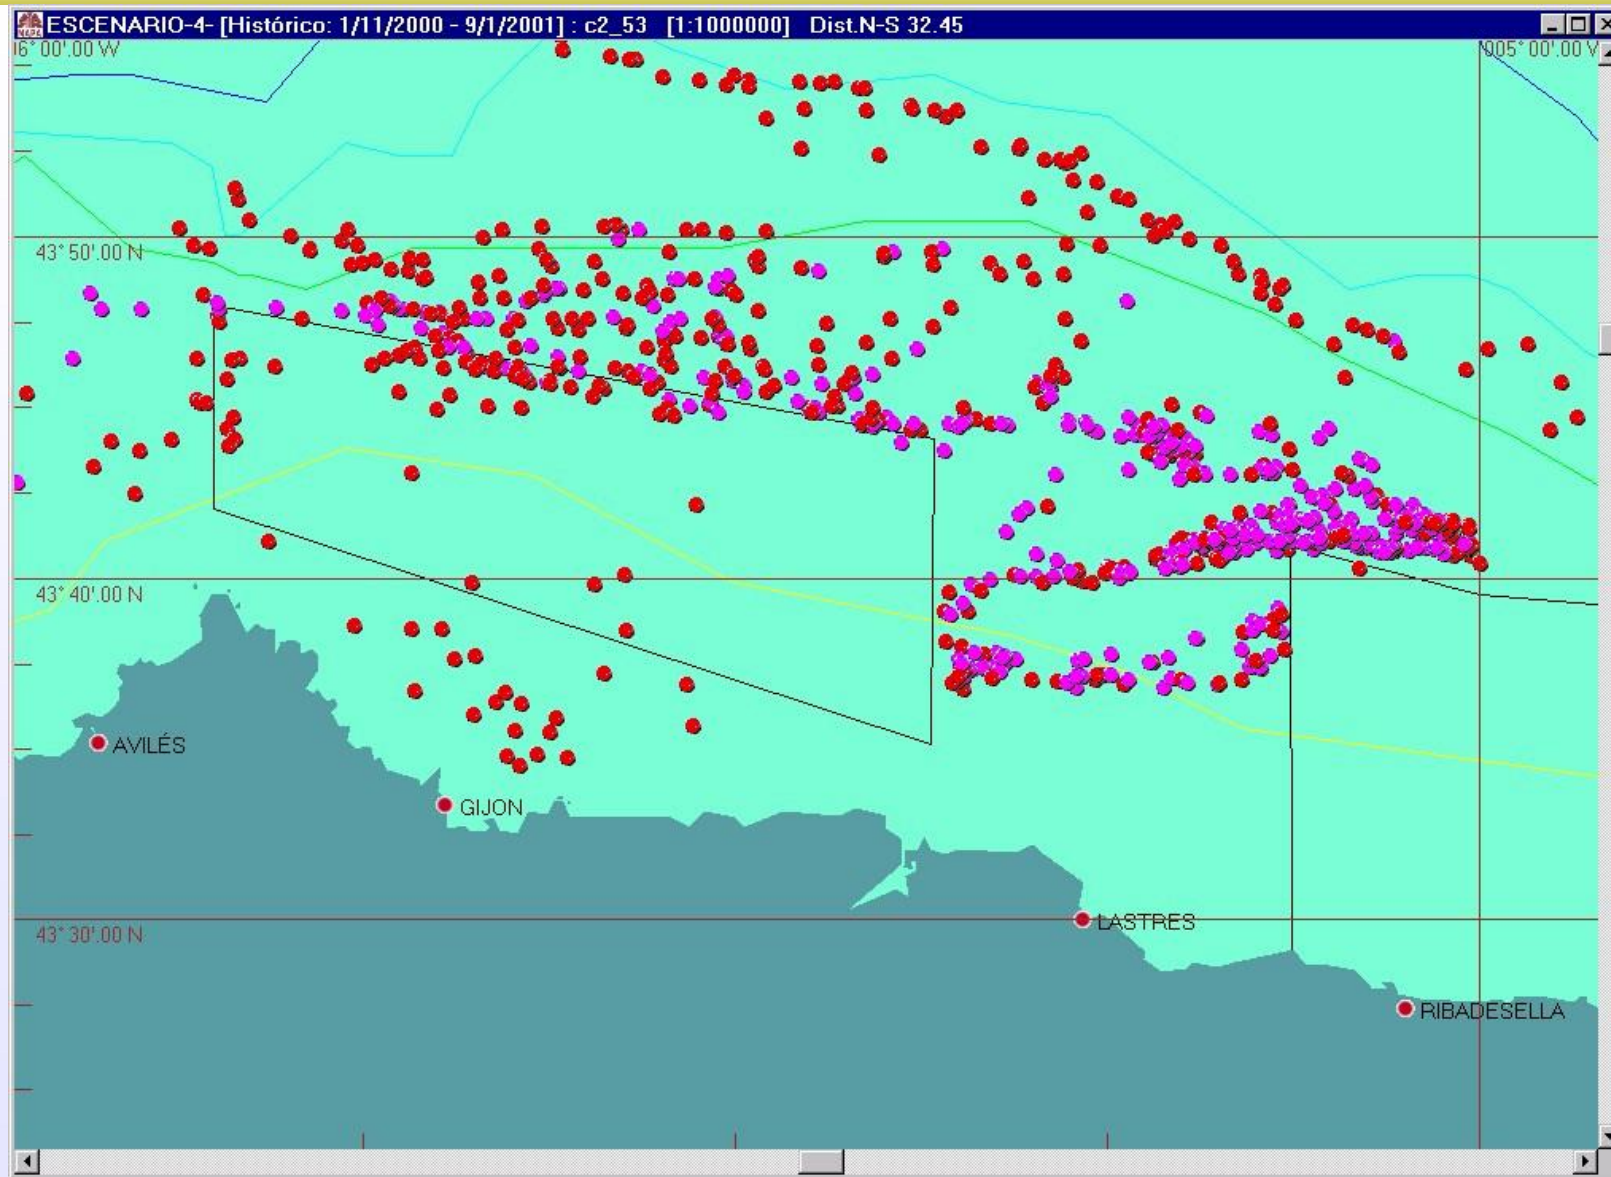 ESCENARIO-4- [Histórico: 1/11/2000 - 9/1/2001] : c2_53 [1:1000000] Dist.N-S 32.45
6° 00'.00 W
005° 00'.00
43° 50'.00 N
43° 40'.00 N
AVILÉS
GIJON
LASTRES
43° 30'.00 N
RIBADESELLA